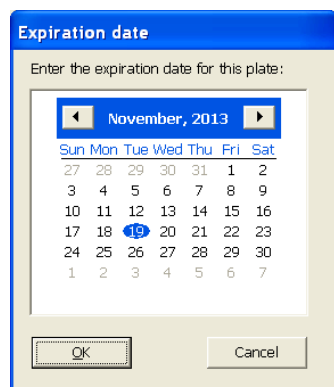 Expiration date
Enter the expiration date for this plate:
November, 2013
Sun Mon Tue Wed Thu Fri Sat
27 28 29 30 31 1 2
3 4 5 6 7 8 9
10 11 12 13 14 15 16
17 18 19 20 21 22 23
24 25 26 27 28 29 30
1 2 3 4 5 6 7
OK Cancel